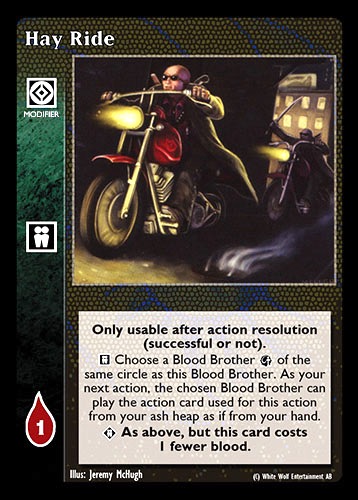 Hay Ride
MODIFIER
Only usable after action resolution
(successful or not).
Choose a Blood Brother of the
same circle as this Blood Brother. As your
next action, the chosen Blood Brother can
play the action card used for this action
from your ash heap as if from your hand.
As above, but this card costs
1 fewer blood.
1
Illus: Jeremy McHugh
(C) White Wolf Entertainment AB